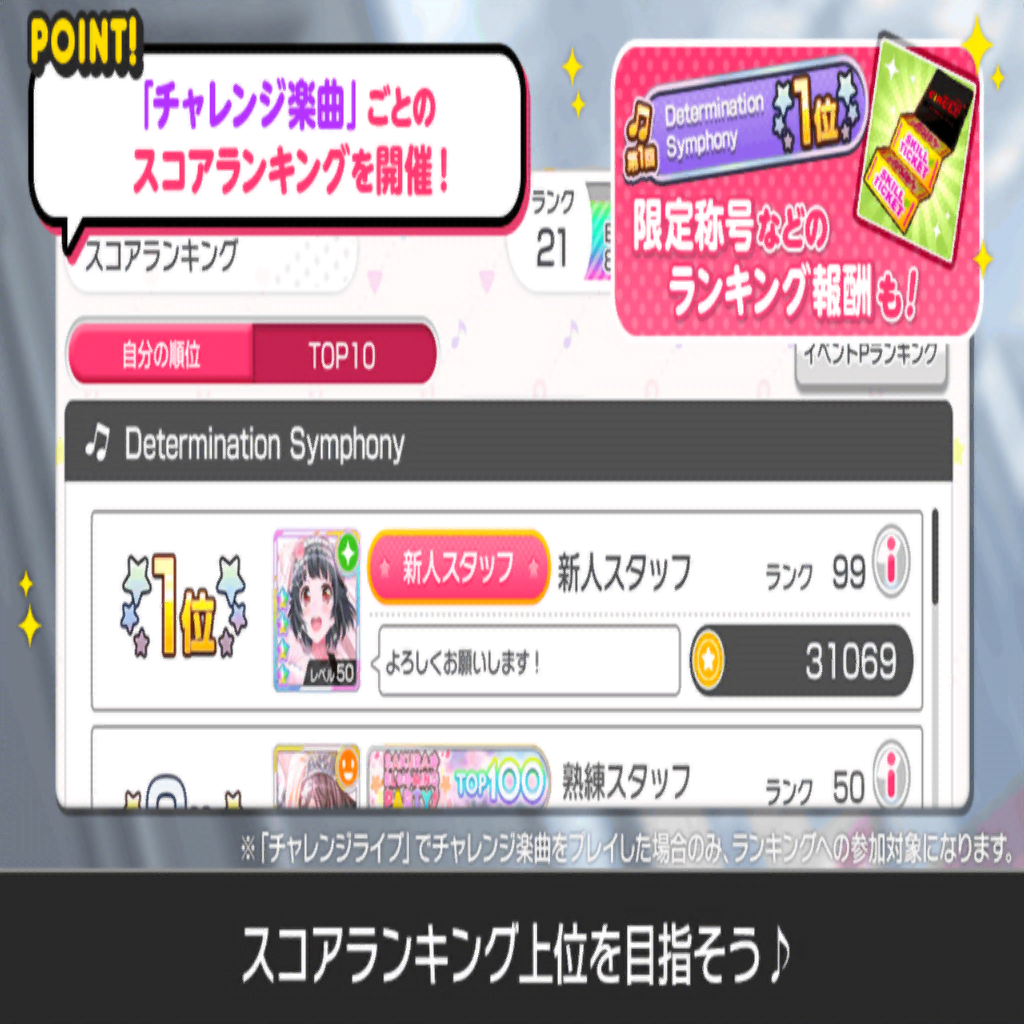 POINT!
「チャレンジ楽曲」ごとの
スコアランキングを開催!
Determination
Symphony
第1回
1位
SKILL
TICKET
SKILL
TICKET
限定称号などの
ランキング報酬も!
スコアランキング
ランク
21
自分の順位
TOP10
イベントPランキング
Determination Symphony
1位
レベル50
新人スタッフ
新人スタッフ
ランク 99
よろしくお願いします!
31069
PARTY
TOP100
熟練スタッフ
ランク 50
※「チャレンジライブ」でチャレンジ楽曲をプレイした場合のみ、ランキングへの参加対象になります。
スコアランキング上位を目指そう♪